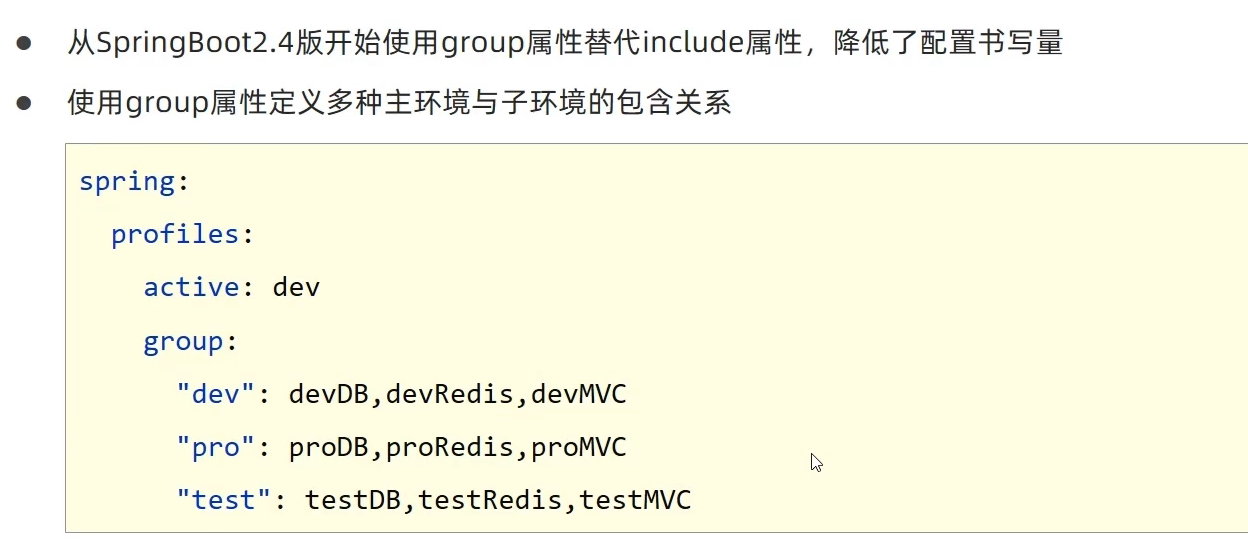 ● 从SpringBoot2.4版开始使用group属性替代include属性，降低了配置书写量
● 使用group属性定义多种主环境与子环境的包含关系
spring:
  profiles:
    active: dev
    group:
      "dev": devDB,devRedis,devMVC
      "pro": proDB,proRedis,proMVC
      "test": testDB,testRedis,testMVC